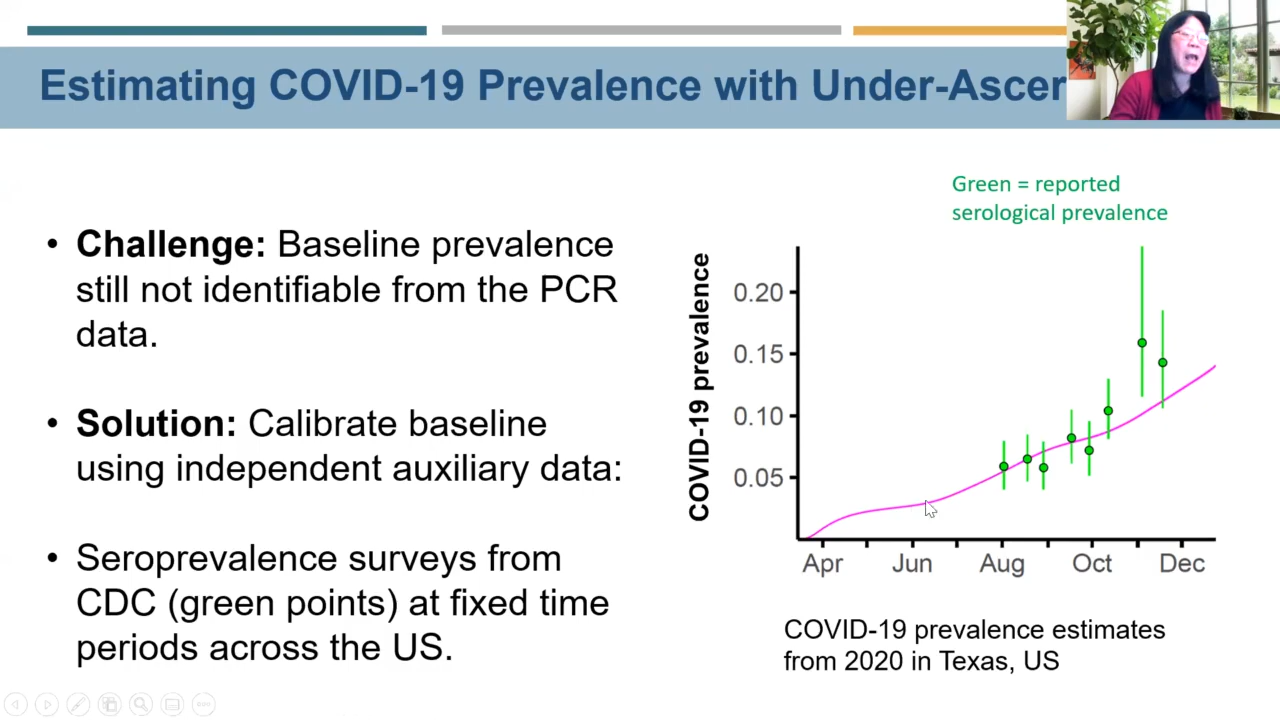 Estimating COVID-19 Prevalence with Under-Ascer
Green = reported
serological prevalence
• Challenge: Baseline prevalence
still not identifiable from the PCR
data.
• Solution: Calibrate baseline
using independent auxiliary data:
• Seroprevalence surveys from
CDC (green points) at fixed time
periods across the US.
COVID-19 prevalence
0.20
0.15
0.10
0.05
Apr Jun Aug Oct Dec
COVID-19 prevalence estimates
from 2020 in Texas, US